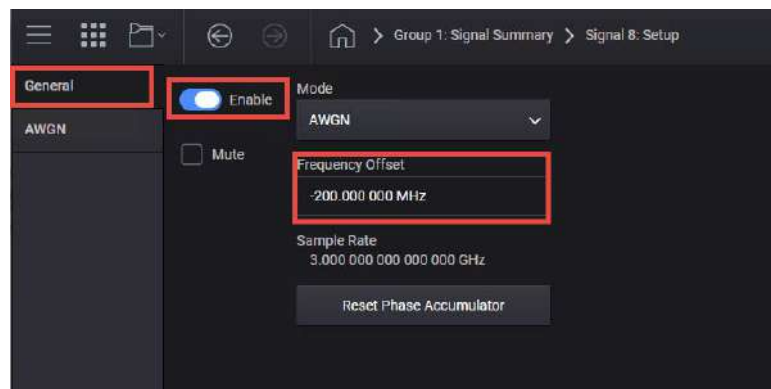 Group 1: Signal Summary > Signal 8: Setup
General
Enable
Mode
AWGN
AWGN
Mute
Frequency Offset
-200.000 000 MHz
Sample Rate
3.000 000 000 000 000 GHz
Reset Phase Accumulator